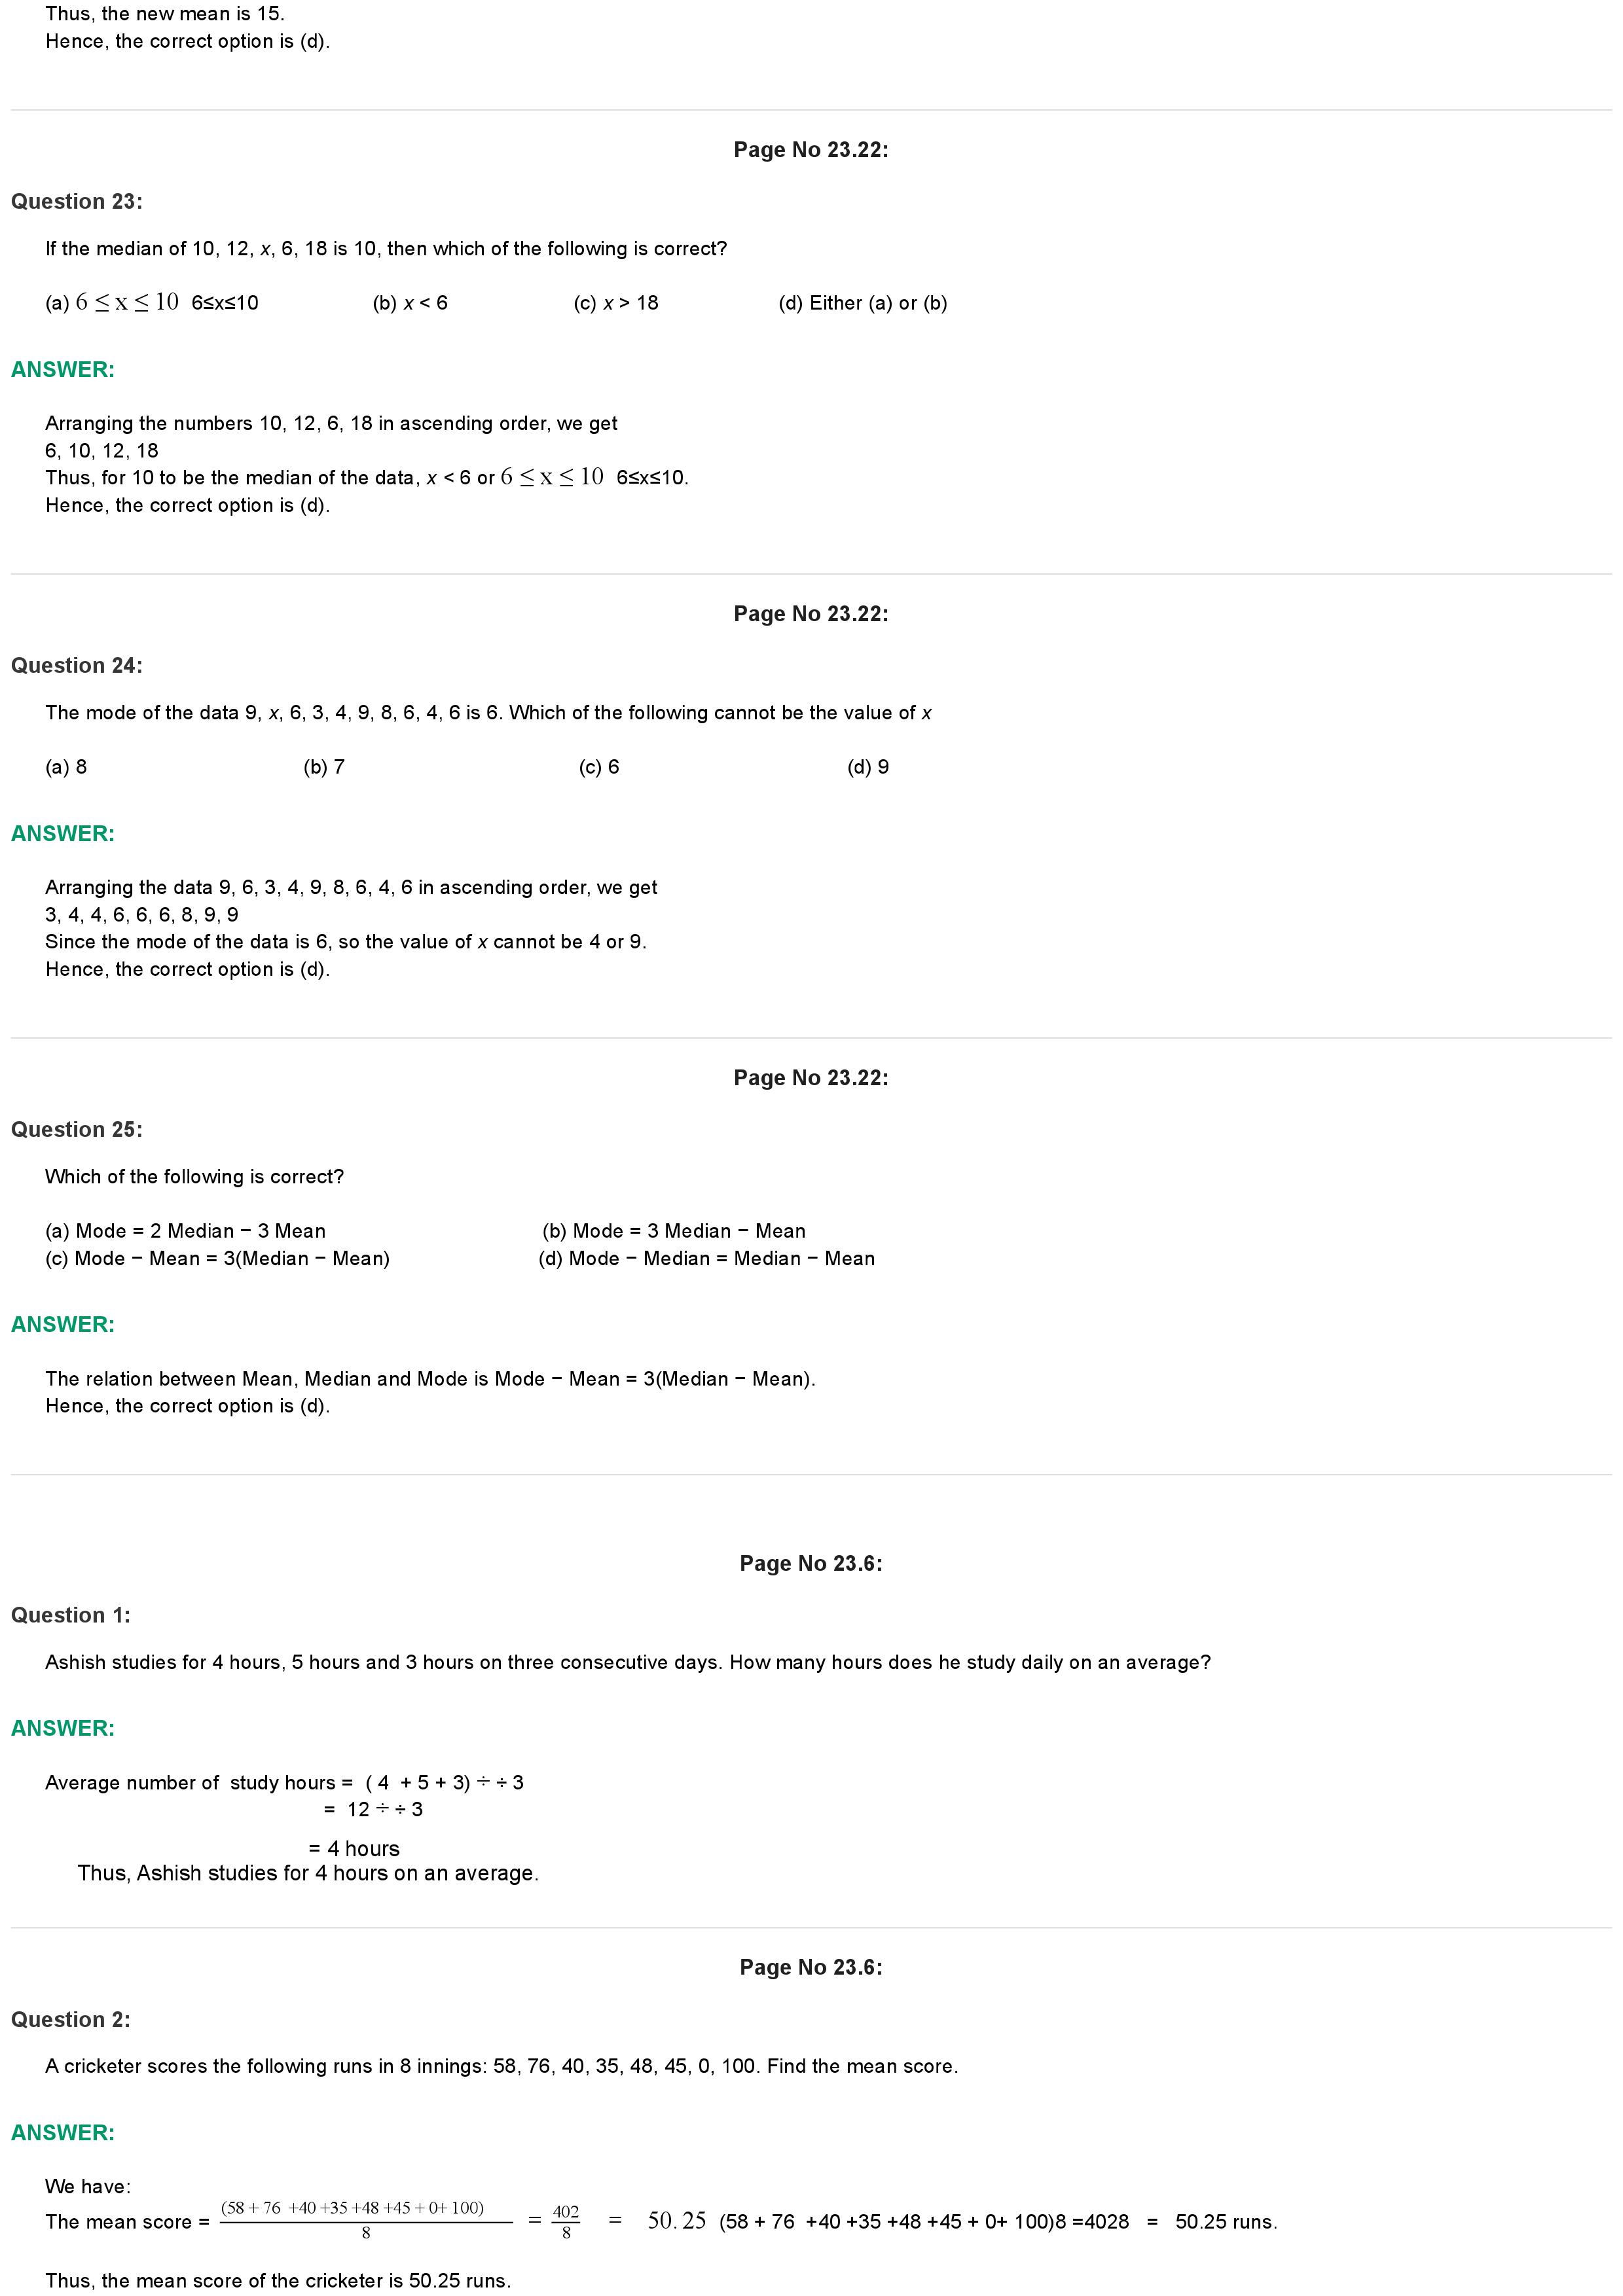 Thus, the new mean is 15.
Hence, the correct option is (d).
Page No 23.22:
Question 23:
If the median of 10, 12, x, 6, 18 is 10, then which of the following is correct?
(a) 6 ≤ x ≤ 10 6≤x≤10 (b) x < 6 (c) x > 18 (d) Either (a) or (b)
ANSWER:
Arranging the numbers 10, 12, 6, 18 in ascending order, we get
6, 10, 12, 18
Thus, for 10 to be the median of the data, x < 6 or 6 ≤ x ≤ 10 6≤x≤10.
Hence, the correct option is (d).
Page No 23.22:
Question 24:
The mode of the data 9, x, 6, 3, 4, 9, 8, 6, 4, 6 is 6. Which of the following cannot be the value of x
(a) 8 (b) 7 (c) 6 (d) 9
ANSWER:
Arranging the data 9, 6, 3, 4, 9, 8, 6, 4, 6 in ascending order, we get
3, 4, 4, 6, 6, 6, 8, 9, 9
Since the mode of the data is 6, so the value of x cannot be 4 or 9.
Hence, the correct option is (d).
Page No 23.22:
Question 25:
Which of the following is correct?
(a) Mode = 2 Median − 3 Mean (b) Mode = 3 Median − Mean
(c) Mode − Mean = 3(Median − Mean) (d) Mode − Median = Median − Mean
ANSWER:
The relation between Mean, Median and Mode is Mode − Mean = 3(Median − Mean).
Hence, the correct option is (d).
Page No 23.6:
Question 1:
Ashish studies for 4 hours, 5 hours and 3 hours on three consecutive days. How many hours does he study daily on an average?
ANSWER:
Average number of study hours = ( 4 + 5 + 3) ÷ ÷ 3
= 12 ÷ ÷ 3
= 4 hours
Thus, Ashish studies for 4 hours on an average.
Page No 23.6:
Question 2:
A cricketer scores the following runs in 8 innings: 58, 76, 40, 35, 48, 45, 0, 100. Find the mean score.
ANSWER:
We have:
The mean score = (58 + 76 +40 +35 +48 +45 + 0+ 100)/8 = 402/8 = 50.25 (58 + 76 +40 +35 +48 +45 + 0+ 100)8 =4028 = 50.25 runs.
Thus, the mean score of the cricketer is 50.25 runs.